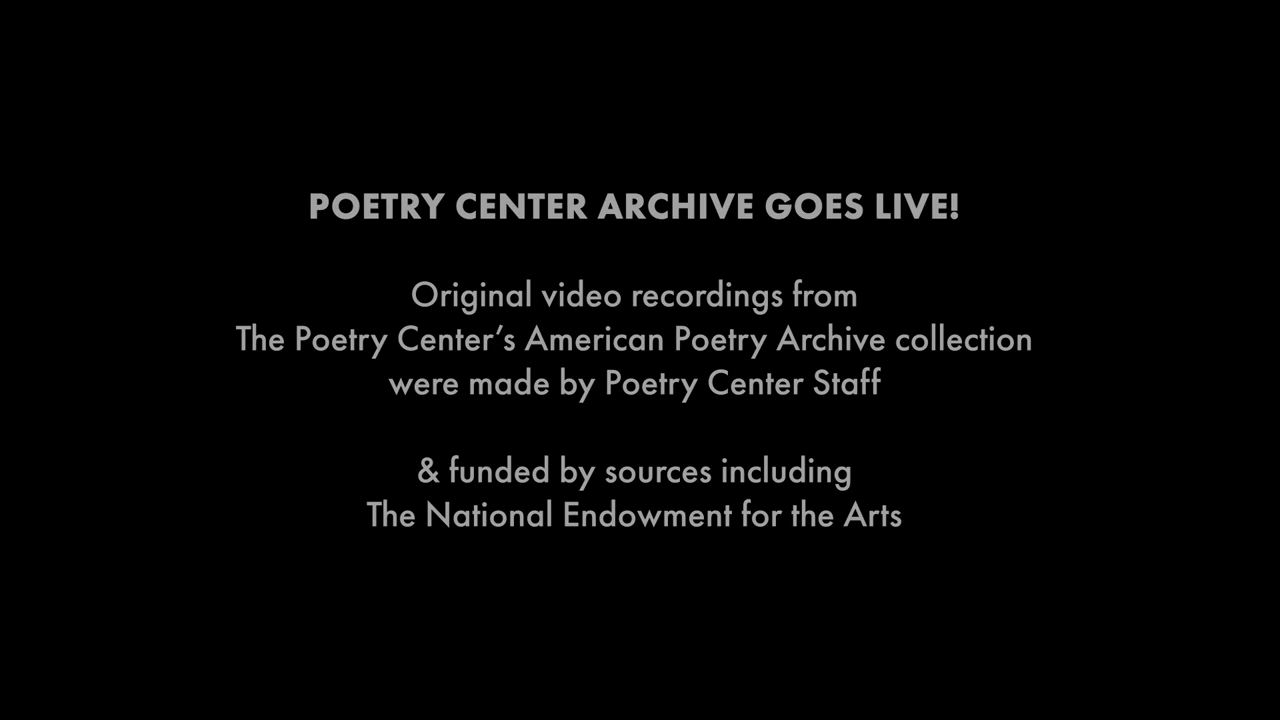 POETRY CENTER ARCHIVE GOES LIVE!
Original video recordings from
The Poetry Center’s American Poetry Archive collection
were made by Poetry Center Staff
& funded by sources including
The National Endowment for the Arts